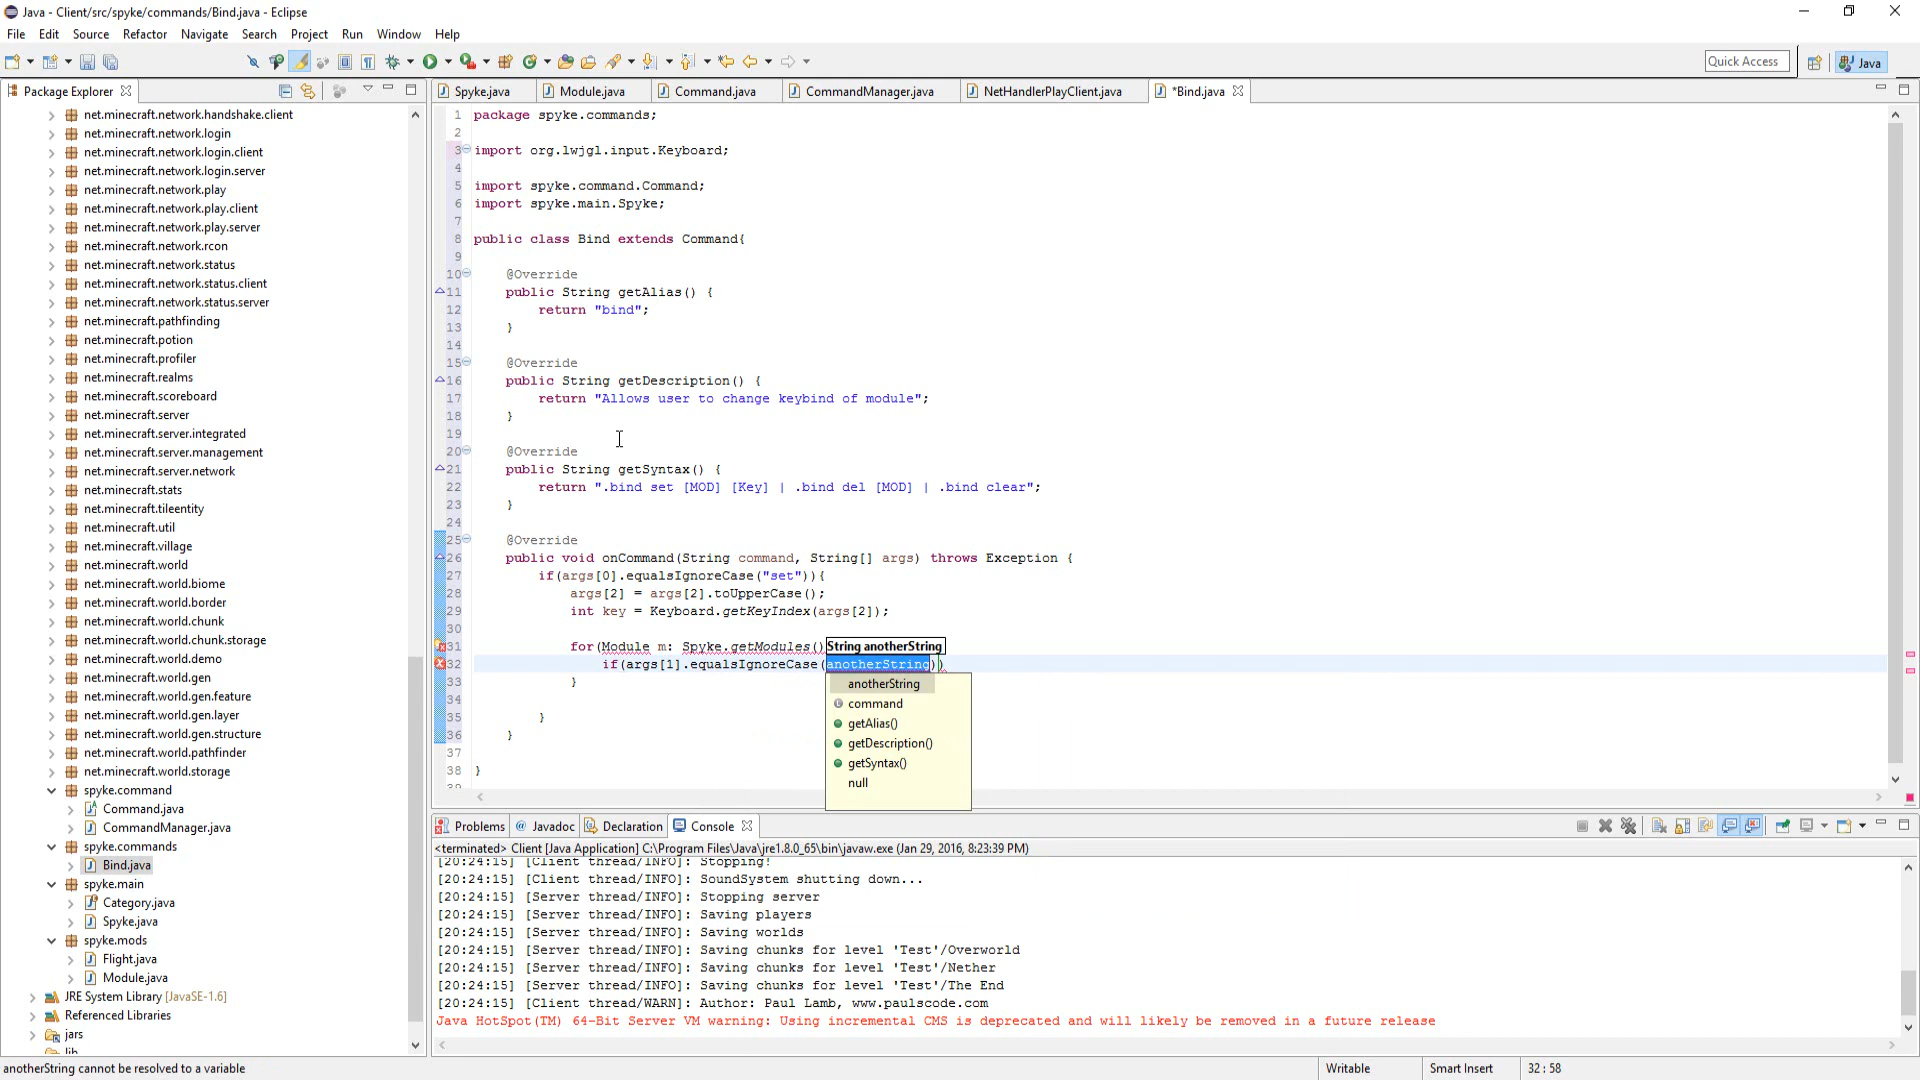 Java - Client/src/spyke/commands/Bind.java - Eclipse
File Edit Source Refactor Navigate Search Project Run Window Help
Quick Access
Java
Package Explorer
Spyke.java
Module.java
Command.java
CommandManager.java
NetHandlerPlayClient.java
*Bind.java
net.minecraft.network.handshake.client
net.minecraft.network.login
net.minecraft.network.login.client
net.minecraft.network.login.server
net.minecraft.network.play
net.minecraft.network.play.client
net.minecraft.network.play.server
net.minecraft.network.rcon
net.minecraft.network.status
net.minecraft.network.status.client
net.minecraft.network.status.server
net.minecraft.pathfinding
net.minecraft.potion
net.minecraft.profiler
net.minecraft.realms
net.minecraft.scoreboard
net.minecraft.server
net.minecraft.server.integrated
net.minecraft.server.management
net.minecraft.server.network
net.minecraft.stats
net.minecraft.tileentity
net.minecraft.util
net.minecraft.village
net.minecraft.world
net.minecraft.world.biome
net.minecraft.world.border
net.minecraft.world.chunk
net.minecraft.world.chunk.storage
net.minecraft.world.demo
net.minecraft.world.gen
net.minecraft.world.gen.feature
net.minecraft.world.gen.layer
net.minecraft.world.gen.structure
net.minecraft.world.pathfinder
net.minecraft.world.storage
spyke.command
Command.java
CommandManager.java
spyke.commands
Bind.java
spyke.main
Category.java
Spyke.java
spyke.mods
Flight.java
Module.java
JRE System Library [JavaSE-1.6]
Referenced Libraries
jars
lib
1 package spyke.commands;
2
3 import org.lwjgl.input.Keyboard;
4
5 import spyke.command.Command;
6 import spyke.main.Spyke;
7
8 public class Bind extends Command{
9
10 @Override
11 public String getAlias() {
12 return "bind";
13 }
14
15 @Override
16 public String getDescription() {
17 return "Allows user to change keybind of module";
18 }
19
20 @Override
21 public String getSyntax() {
22 return ".bind set [MOD] [Key] | .bind del [MOD] | .bind clear";
23 }
24
25 @Override
26 public void onCommand(String command, String[] args) throws Exception {
27 if(args[0].equalsIgnoreCase("set")){
28 args[2] = args[2].toUpperCase();
29 int key = Keyboard.getKeyIndex(args[2]);
30
31 for(Module m: Spyke.getModules() String anotherString
32 if(args[1].equalsIgnoreCase(anotherString))
33 }
34
35 }
36 }
37
38 }
39
anotherString
command
getAlias()
getDescription()
getSyntax()
null
Problems @ Javadoc Declaration Console
<terminated> Client [Java Application] C:\Program Files\Java\jre1.8.0_65\bin\javaw.exe (Jan 29, 2016, 8:23:39 PM)
[20:24:15] [Client thread/INFO]: Stopping!
[20:24:15] [Client thread/INFO]: SoundSystem shutting down...
[20:24:15] [Server thread/INFO]: Stopping server
[20:24:15] [Server thread/INFO]: Saving players
[20:24:15] [Server thread/INFO]: Saving worlds
[20:24:15] [Server thread/INFO]: Saving chunks for level 'Test'/Overworld
[20:24:15] [Server thread/INFO]: Saving chunks for level 'Test'/Nether
[20:24:15] [Server thread/INFO]: Saving chunks for level 'Test'/The End
[20:24:15] [Client thread/WARN]: Author: Paul Lamb, www.paulscode.com
Java HotSpot(TM) 64-Bit Server VM warning: Using incremental CMS is deprecated and will likely be removed in a future release
anotherString cannot be resolved to a variable
Writable
Smart Insert
32 : 58